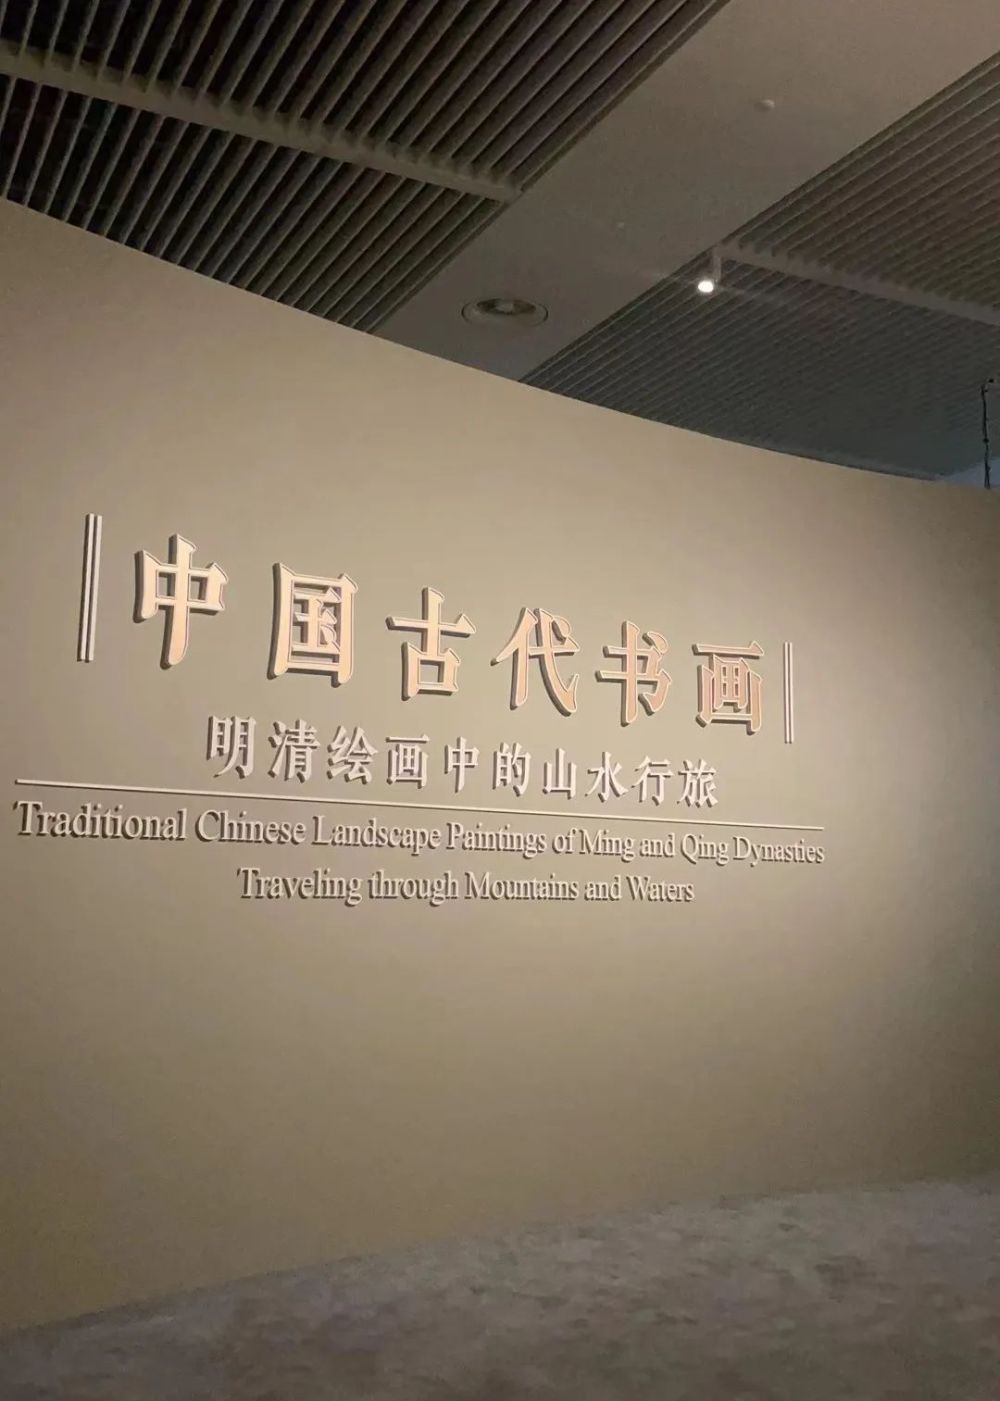 中国古代书画
明清绘画中的山水行旅
Traditional Chinese Landscape Paintings of Ming and Qing Dynasties
Traveling through Mountains and Waters